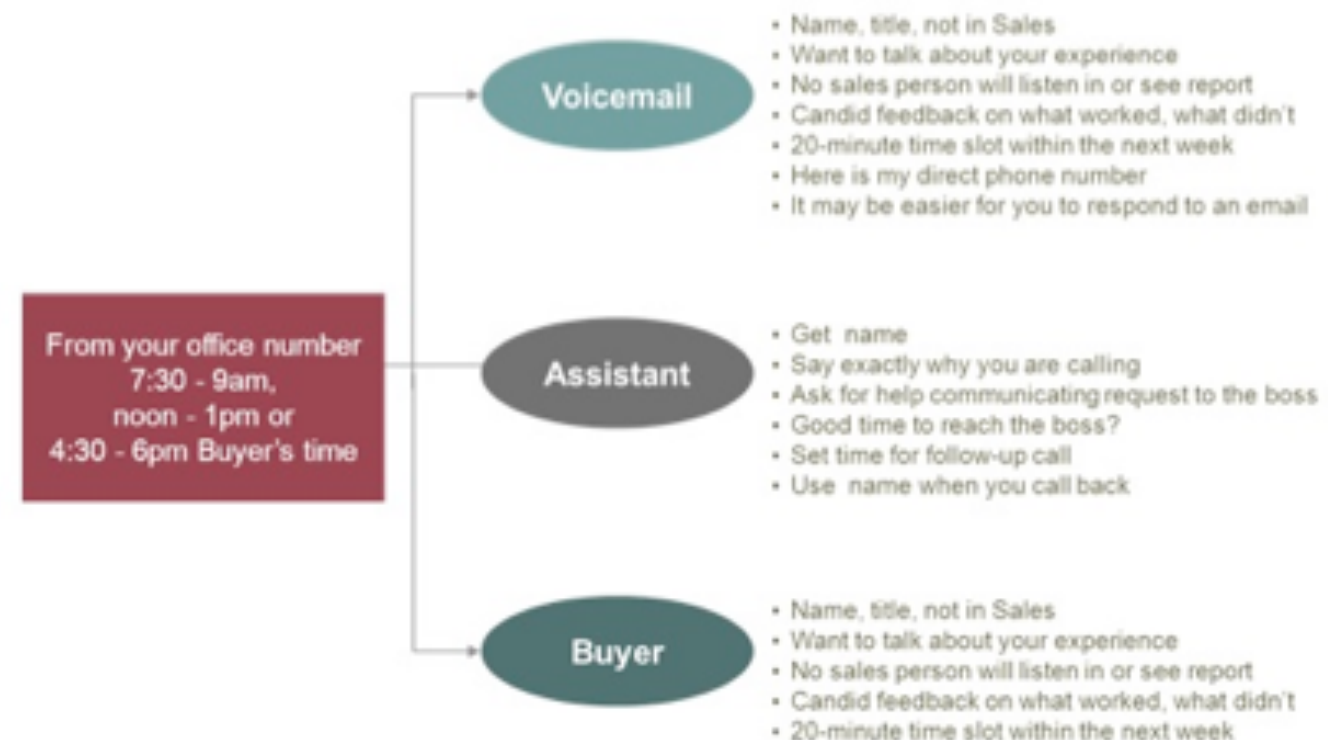 From your office number
7:30 - 9am,
noon - 1pm or
4:30 - 6pm Buyer's time
Voicemail
• Name, title, not in Sales
• Want to talk about your experience
• No sales person will listen in or see report
• Candid feedback on what worked, what didn't
• 20-minute time slot within the next week
• Here is my direct phone number
• It may be easier for you to respond to an email
Assistant
• Get name
• Say exactly why you are calling
• Ask for help communicating request to the boss
• Good time to reach the boss?
• Set time for follow-up call
• Use name when you call back
Buyer
• Name, title, not in Sales
• Want to talk about your experience
• No sales person will listen in or see report
• Candid feedback on what worked, what didn't
• 20-minute time slot within the next week